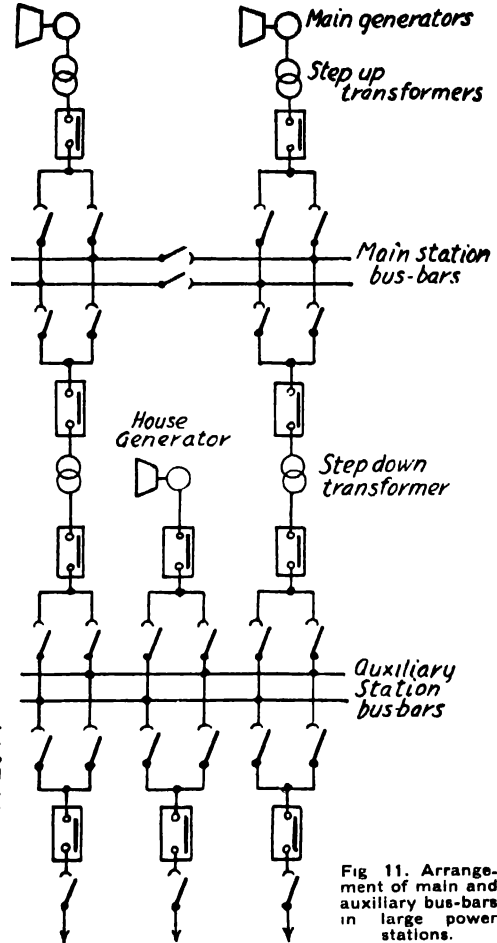 Main generators
Step up
transformers
Main station
bus-bars
House
Generator
Step down
transformer
Auxiliary
Station
bus-bars
Fig 11. Arrange-
ment of main and
auxiliary bus-bars
in large power
stations.